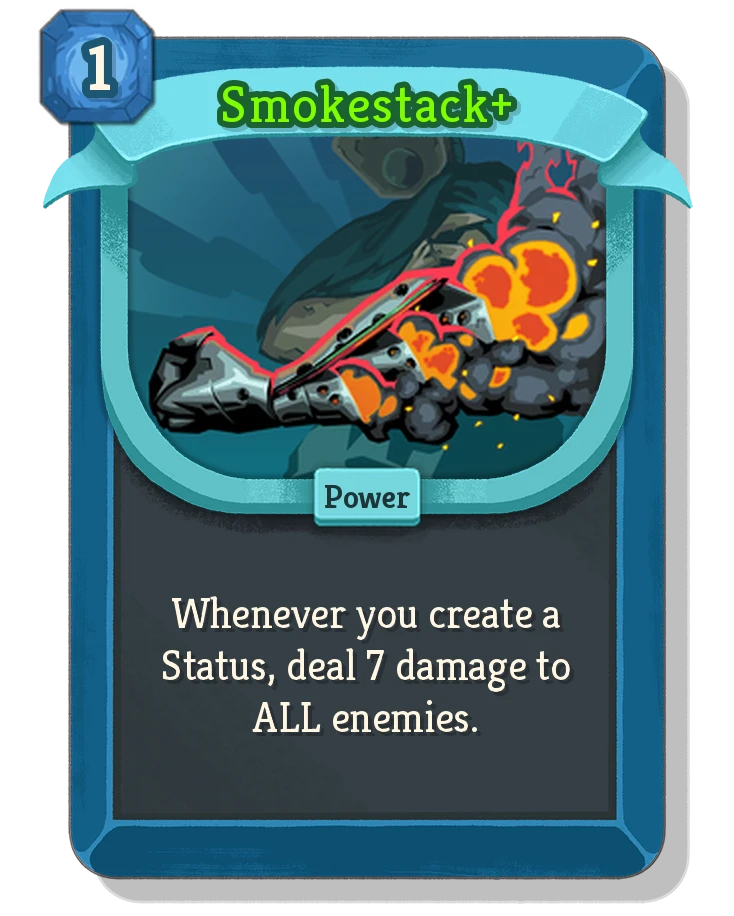 1
Smokestack+
Power
Whenever you create a
Status, deal 7 damage to
ALL enemies.